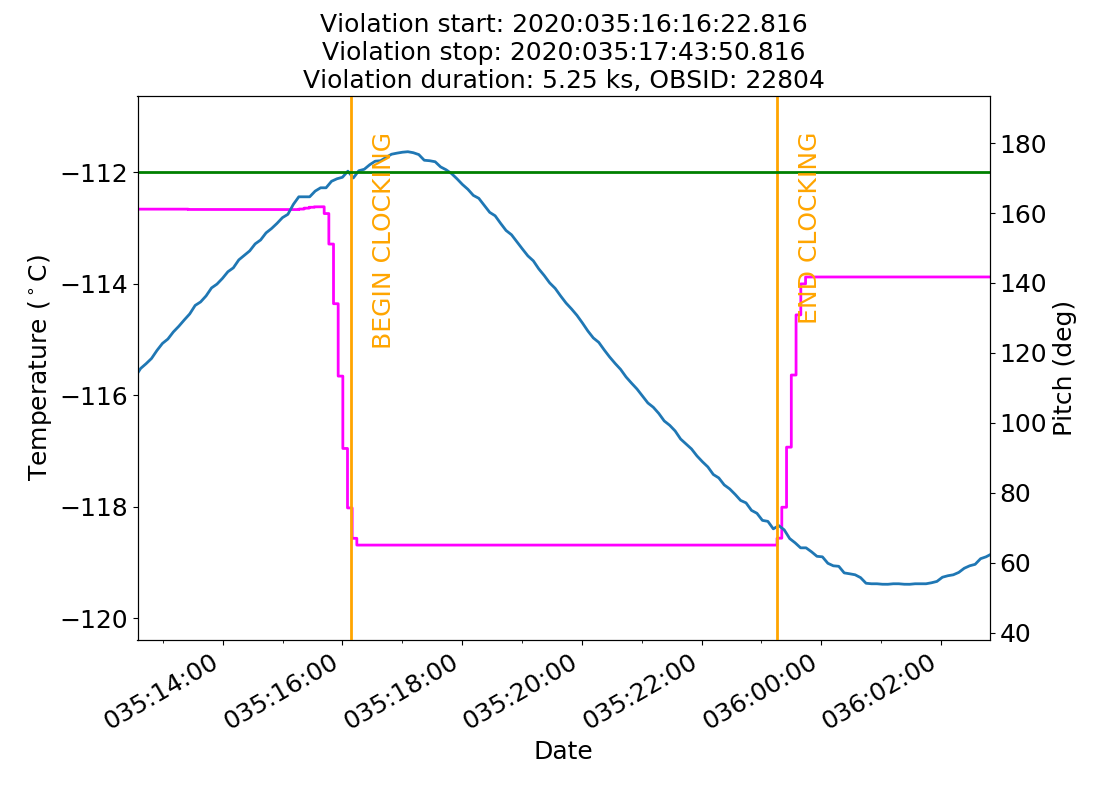 Violation start: 2020:035:16:16:22.816
Violation stop: 2020:035:17:43:50.816
Violation duration: 5.25 ks, OBSID: 22804
BEGIN CLOCKING
END CLOCKING
Temperature (°C)
−112
−114
−116
−118
−120
180
160
140
120
100
80
60
40
Pitch (deg)
035:14:00
035:16:00
035:18:00
035:20:00
035:22:00
036:00:00
036:02:00
Date